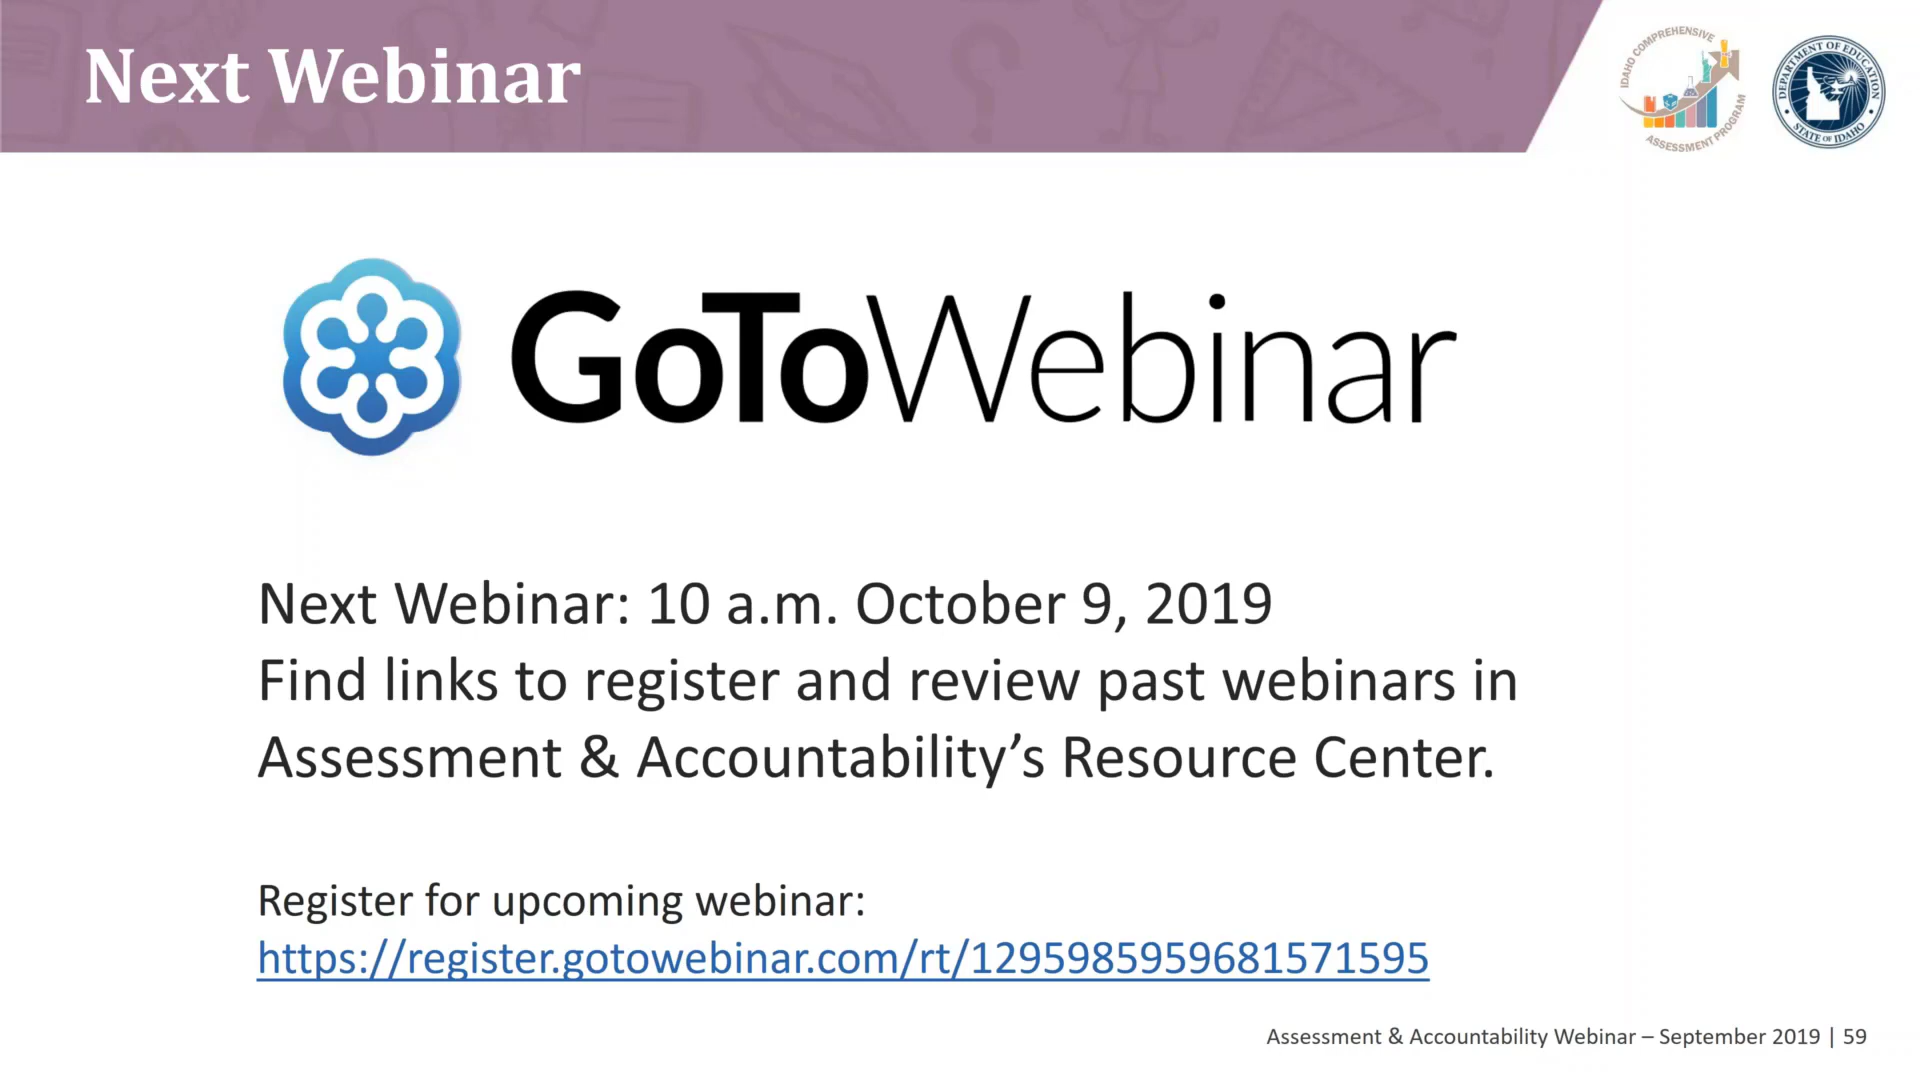 Next Webinar
IDAHO COMPREHENSIVE
ASSESSMENT PROGRAM
DEPARTMENT OF EDUCATION
STATE OF IDAHO
GoToWebinar
Next Webinar: 10 a.m. October 9, 2019
Find links to register and review past webinars in
Assessment & Accountability’s Resource Center.
Register for upcoming webinar:
https://register.gotowebinar.com/rt/1295985959681571595
Assessment & Accountability Webinar – September 2019 | 59